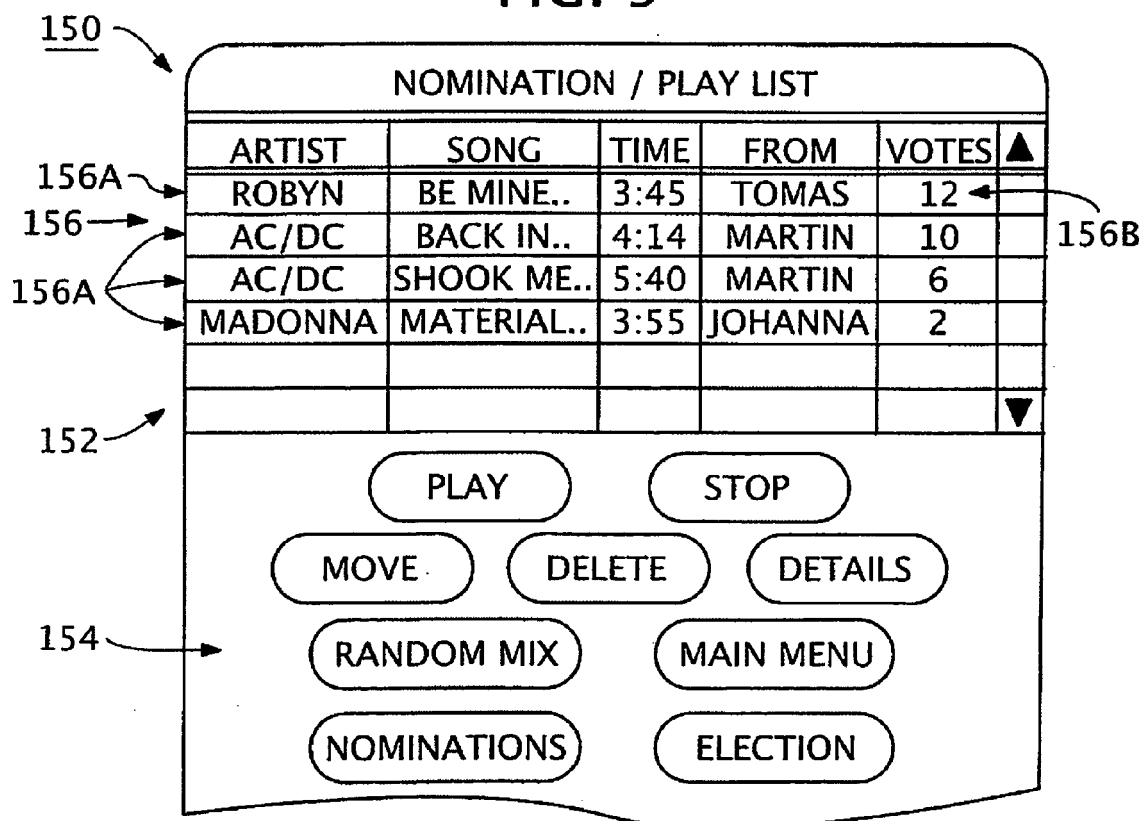 150
NOMINATION / PLAY LIST
ARTIST SONG TIME FROM VOTES ▲
156A ROBYN BE MINE.. 3:45 TOMAS 12
156 AC/DC BACK IN.. 4:14 MARTIN 10 156B
156A AC/DC SHOOK ME.. 5:40 MARTIN 6
MADONNA MATERIAL.. 3:55 JOHANNA 2
152 ▼
PLAY STOP
MOVE DELETE DETAILS
154 RANDOM MIX MAIN MENU
NOMINATIONS ELECTION